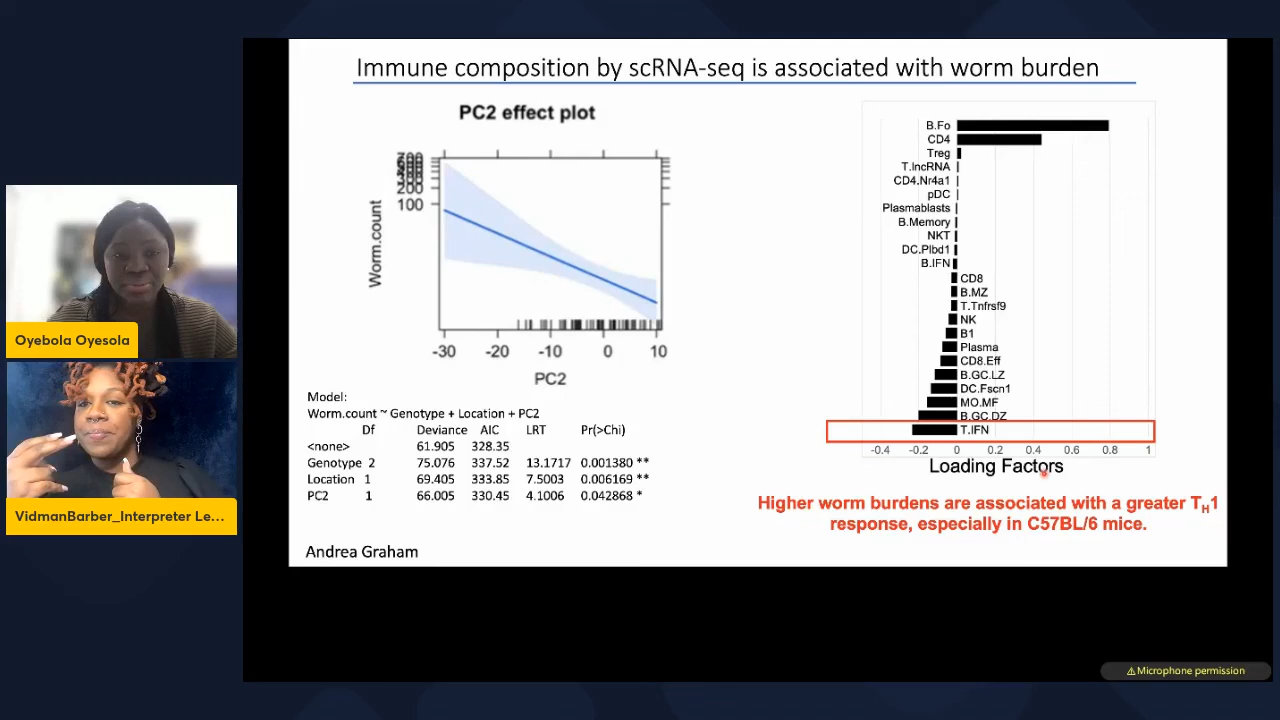 Immune composition by scRNA-seq is associated with worm burden
PC2 effect plot
Worm.count
200
100
-30 -20 -10 0 10
PC2
Model:
Worm.count ~ Genotype + Location + PC2
Df Deviance AIC LRT Pr(>Chi)
<none> 61.905 328.35
Genotype 2 75.076 337.52 13.1717 0.001380 **
Location 1 69.405 333.85 7.5003 0.006169 **
PC2 1 66.005 330.45 4.1006 0.042868 *
Andrea Graham
B.Fo
CD4
Treg
T.lncRNA
CD4.Nr4a1
pDC
Plasmablasts
B.Memory
NKT
DC.Plbd1
B.IFN
CD8
B.MZ
T.Tnfrsf9
NK
B1
Plasma
CD8.Eff
B.GC.LZ
DC.Fscn1
MO.MF
B.GC.DZ
T.IFN
-0.4 -0.2 0 0.2 0.4 0.6 0.8 1
Loading Factors
Higher worm burdens are associated with a greater TH1
response, especially in C57BL/6 mice.
Oyebola Oyesola
VidmanBarber_Interpreter Le...
⚠Microphone permission